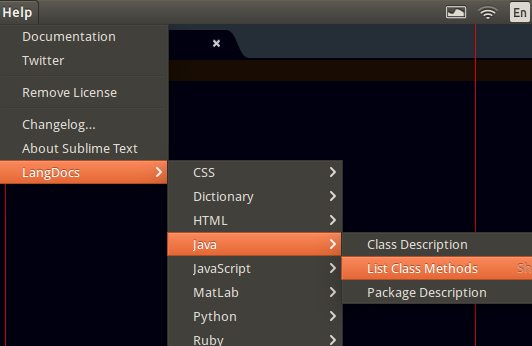 Help
En
Documentation
Twitter
Remove License
Changelog...
About Sublime Text
LangDocs
CSS
Dictionary
HTML
Java
JavaScript
MatLab
Python
Ruby
Class Description
List Class Methods Sh
Package Description